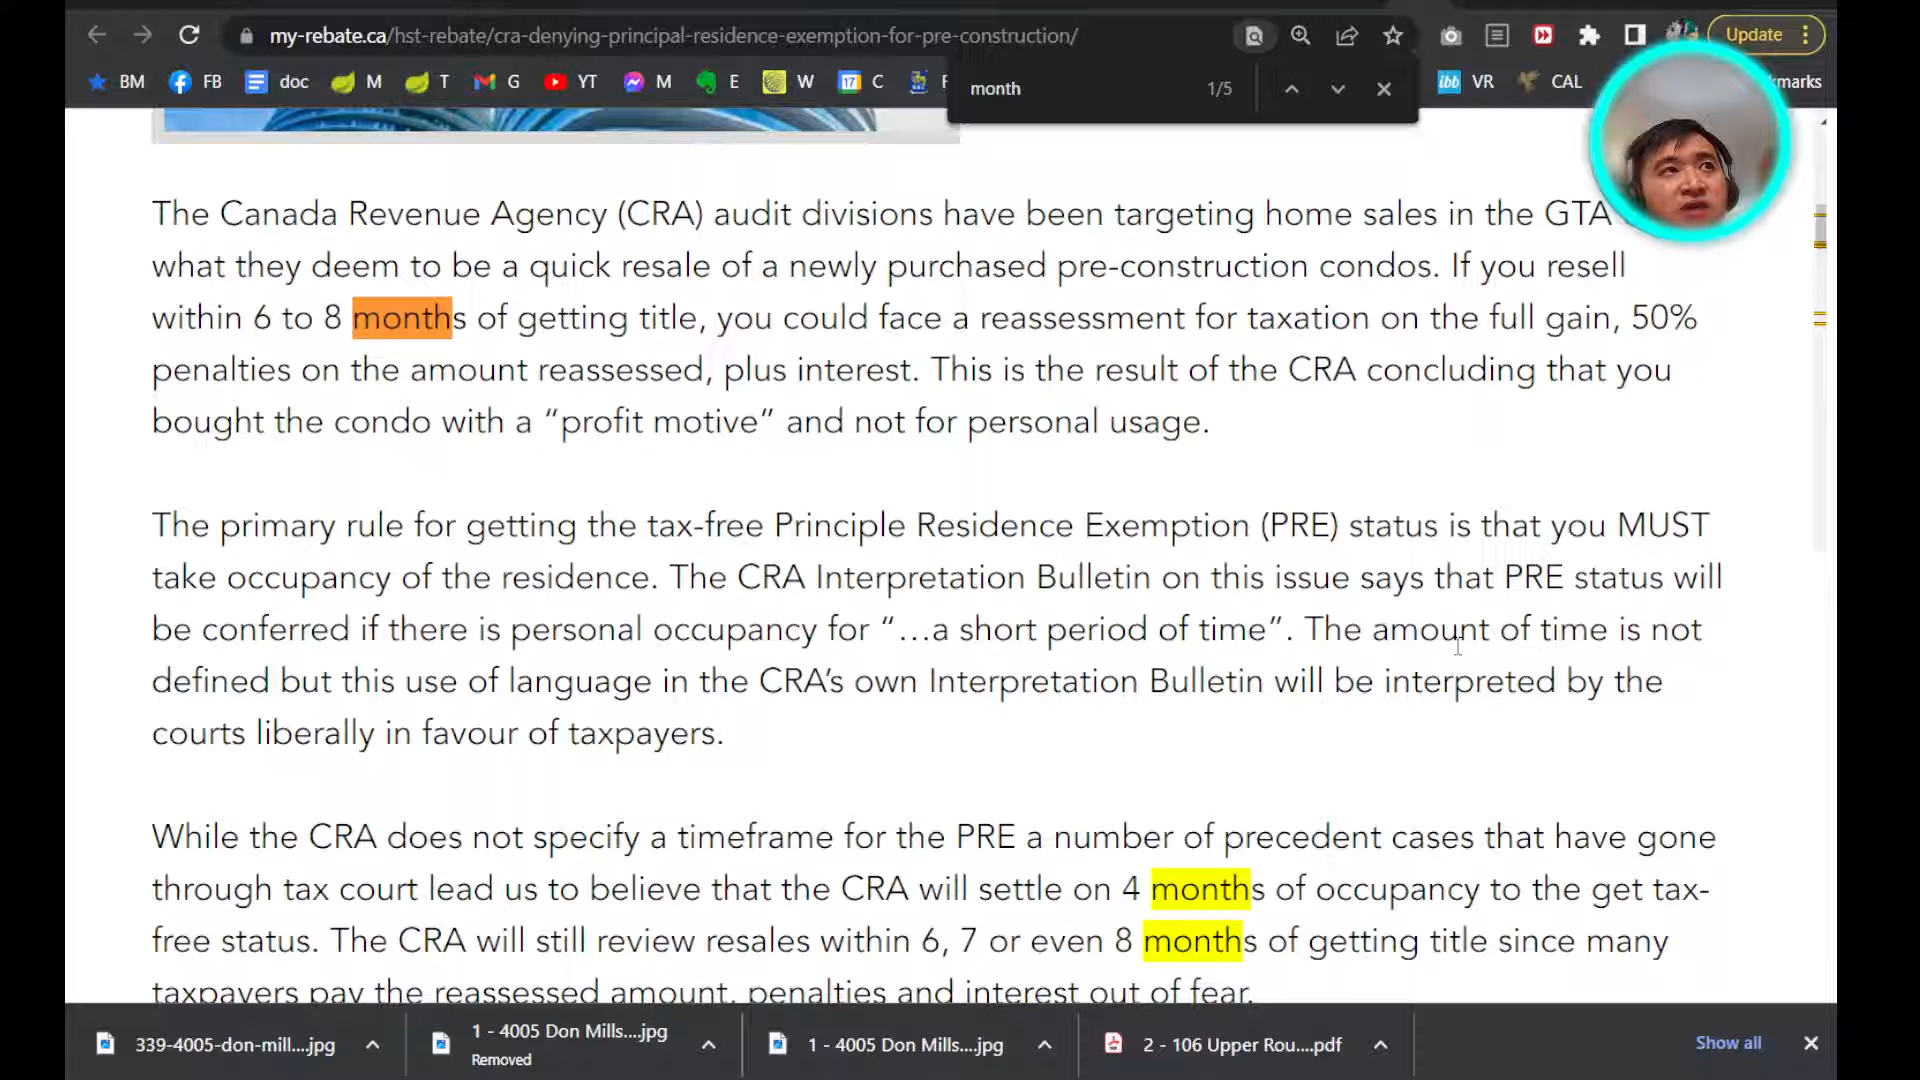 my-rebate.ca/hst-rebate/cra-denying-principal-residence-exemption-for-pre-construction/
Update
BM FB doc M T G YT M E W C VR CAL kmarks
month 1/5
The Canada Revenue Agency (CRA) audit divisions have been targeting home sales in the GTA
what they deem to be a quick resale of a newly purchased pre-construction condos. If you resell
within 6 to 8 months of getting title, you could face a reassessment for taxation on the full gain, 50%
penalties on the amount reassessed, plus interest. This is the result of the CRA concluding that you
bought the condo with a “profit motive” and not for personal usage.
The primary rule for getting the tax-free Principle Residence Exemption (PRE) status is that you MUST
take occupancy of the residence. The CRA Interpretation Bulletin on this issue says that PRE status will
be conferred if there is personal occupancy for “…a short period of time”. The amount of time is not
defined but this use of language in the CRA’s own Interpretation Bulletin will be interpreted by the
courts liberally in favour of taxpayers.
While the CRA does not specify a timeframe for the PRE a number of precedent cases that have gone
through tax court lead us to believe that the CRA will settle on 4 months of occupancy to the get tax-
free status. The CRA will still review resales within 6, 7 or even 8 months of getting title since many
taxpayers pay the reassessed amount, penalties and interest out of fear.
339-4005-don-mill....jpg
1 - 4005 Don Mills....jpg
Removed
1 - 4005 Don Mills....jpg
2 - 106 Upper Rou....pdf
Show all